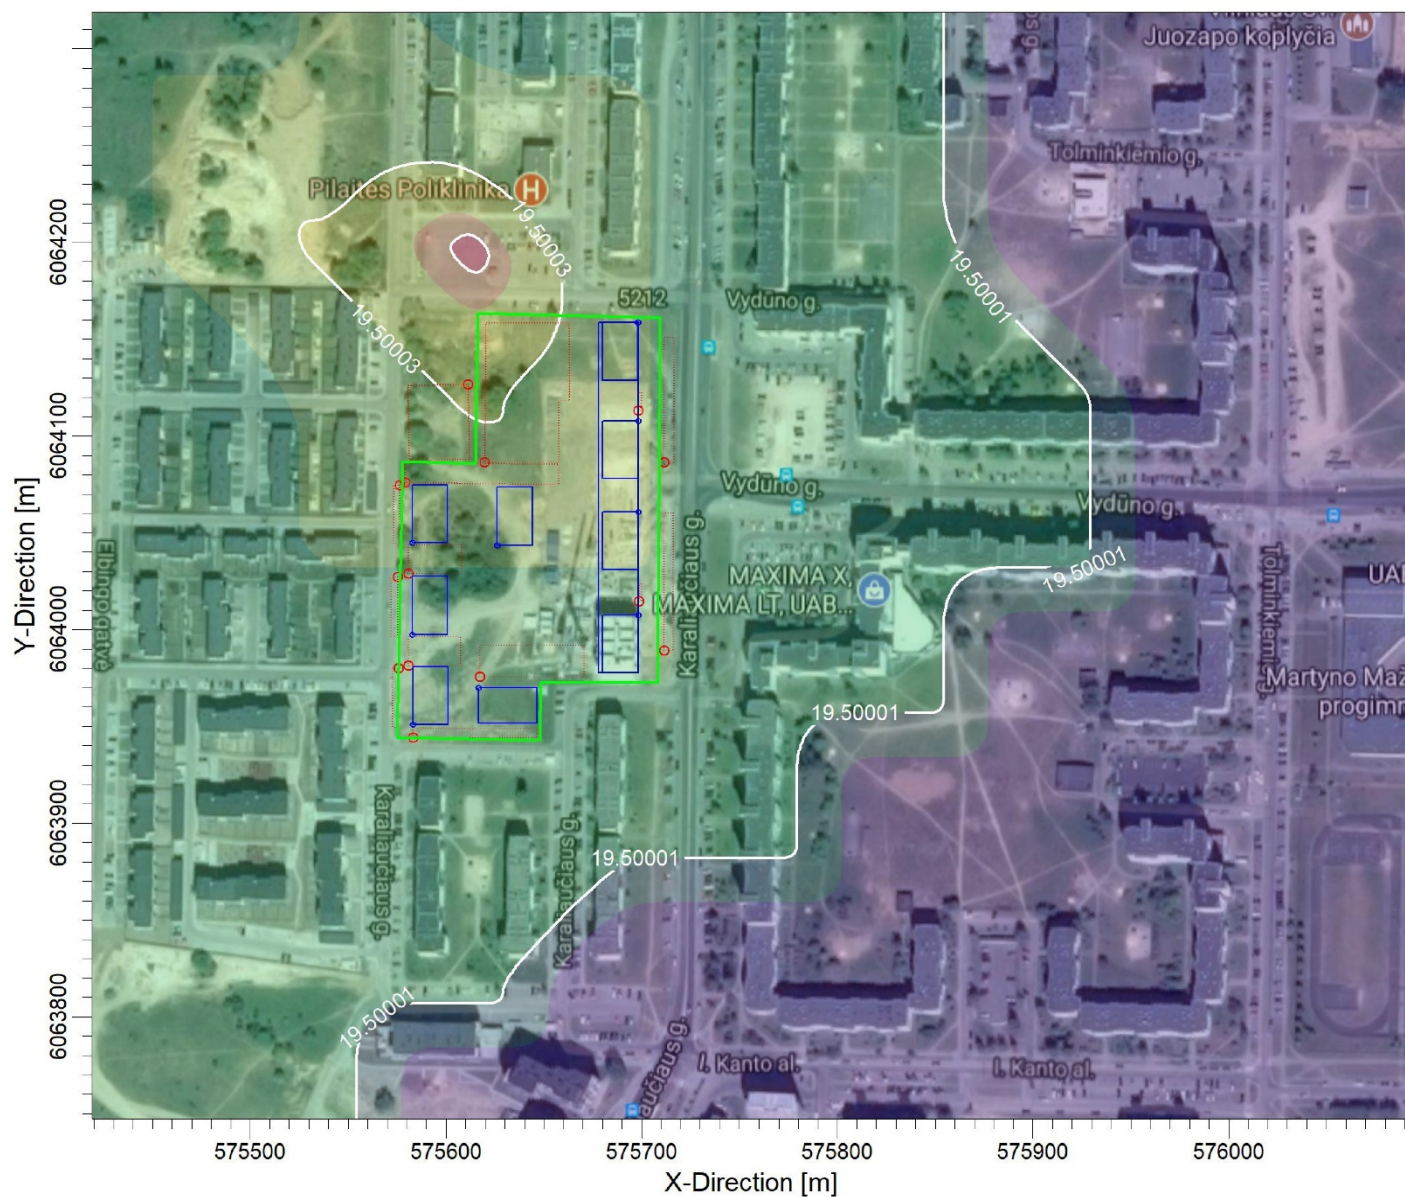 Juozapo koplyčia
Tolminkiemio g.
Pilaitės Poliklinika
H
19.50003
19.50003
19.50001
5212
Vydūno g.
Vydūno g.
Vydūno g.
19.50001
MAXIMA X,
MAXIMA LT, UAB...
Elbingo gatvė
Karaliaučiaus g.
Tolminkiemio g.
UAB
Martyno Maž
progimn
19.50001
19.50001
Karaliaučiaus g.
Karaliaučiaus g.
19.50001
aučiaus g.
I. Kanto al.
I. Kanto al.
Y-Direction [m]
6064200
6064100
6064000
6063900
6063800
575500 575600 575700 575800 575900 576000
X-Direction [m]